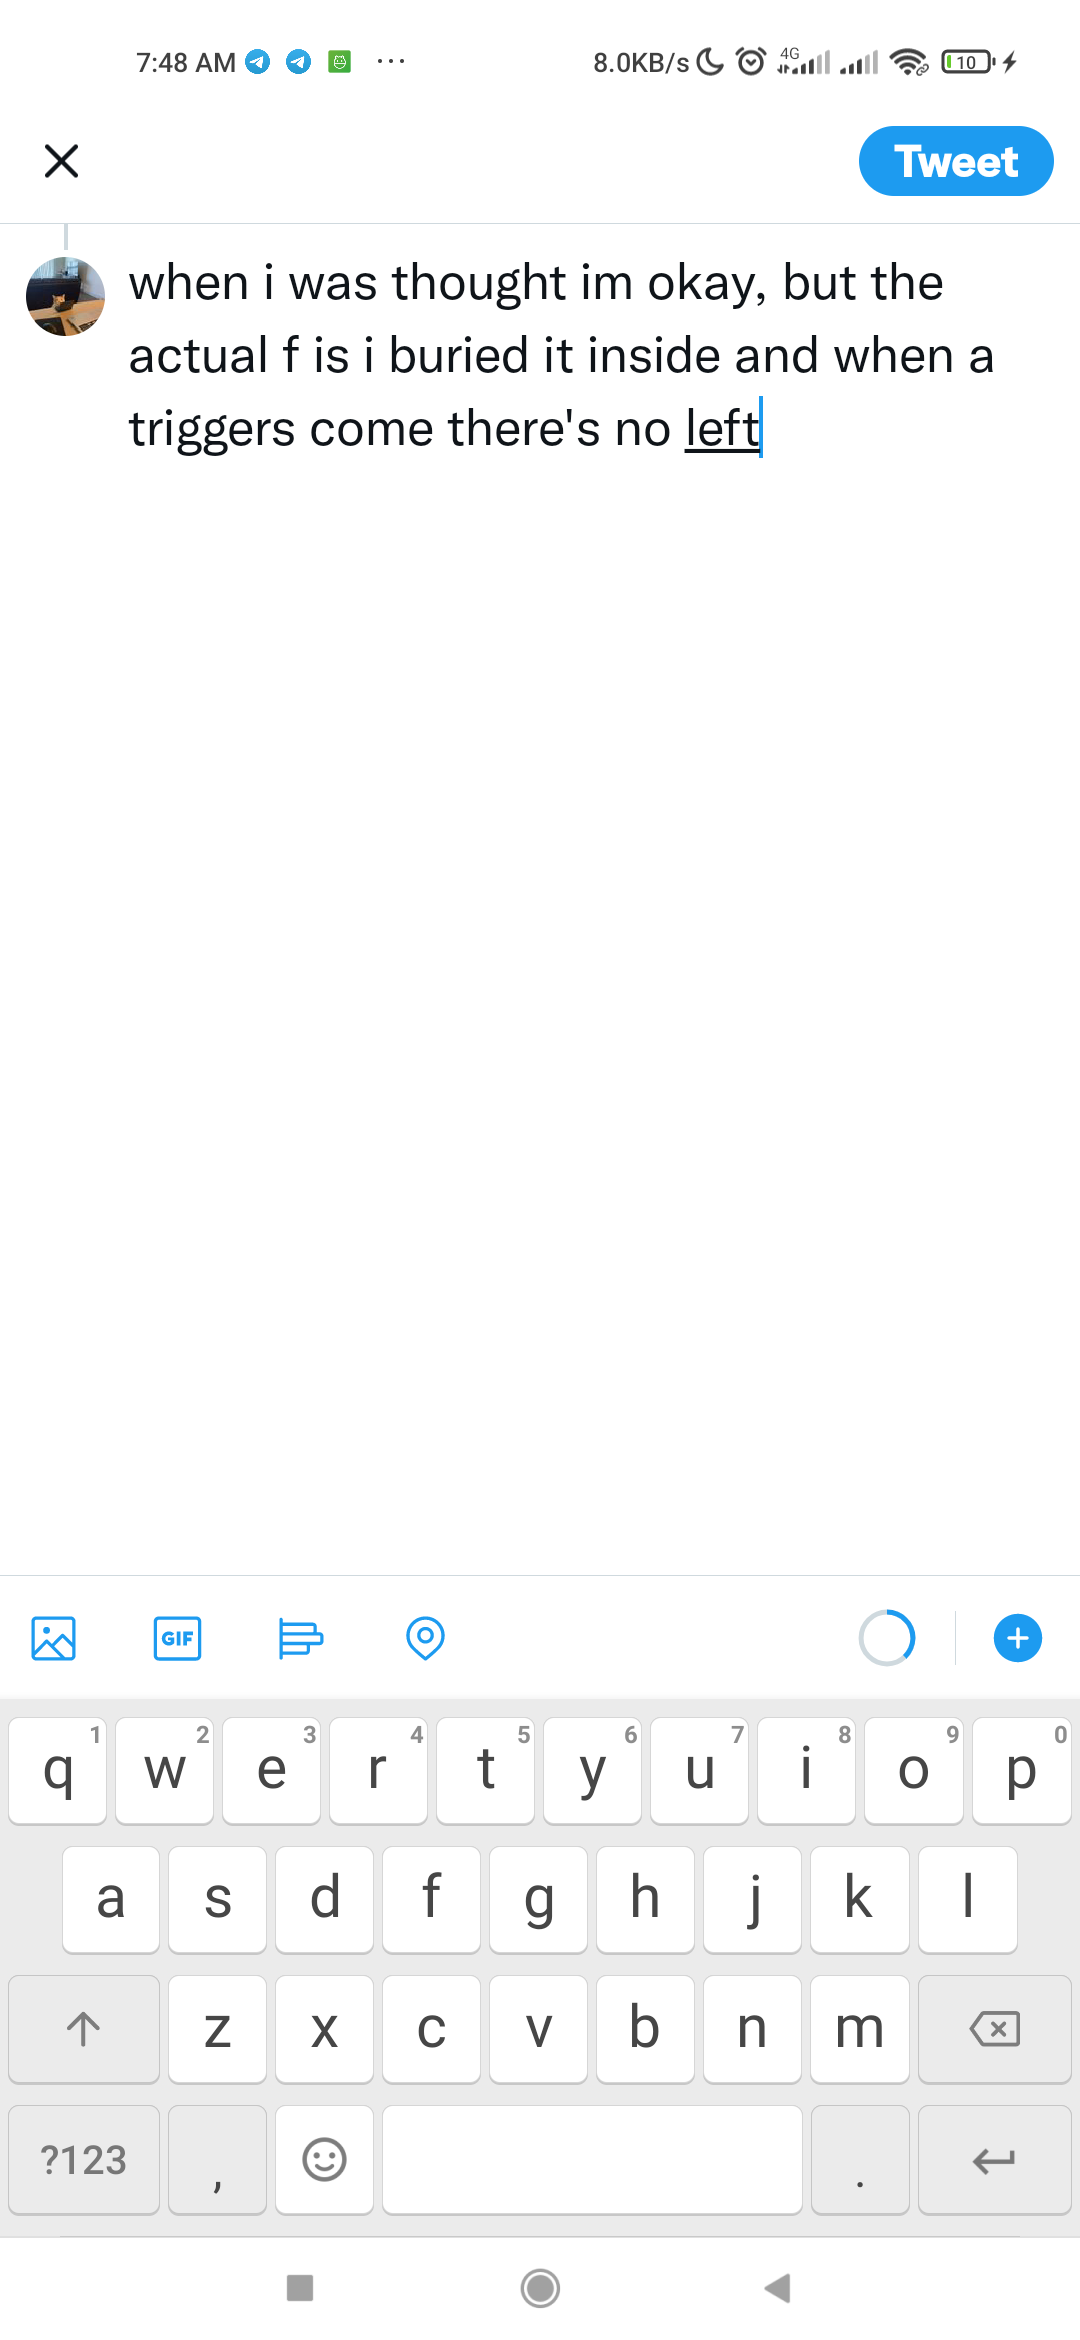 7:48 AM ... 8.0KB/s 4G 10
Tweet
when i was thought im okay, but the
actual f is i buried it inside and when a
triggers come there's no left
GIF
1 2 3 4 5 6 7 8 9 0
q w e r t y u i o p
a s d f g h j k l
z x c v b n m
?123 , .